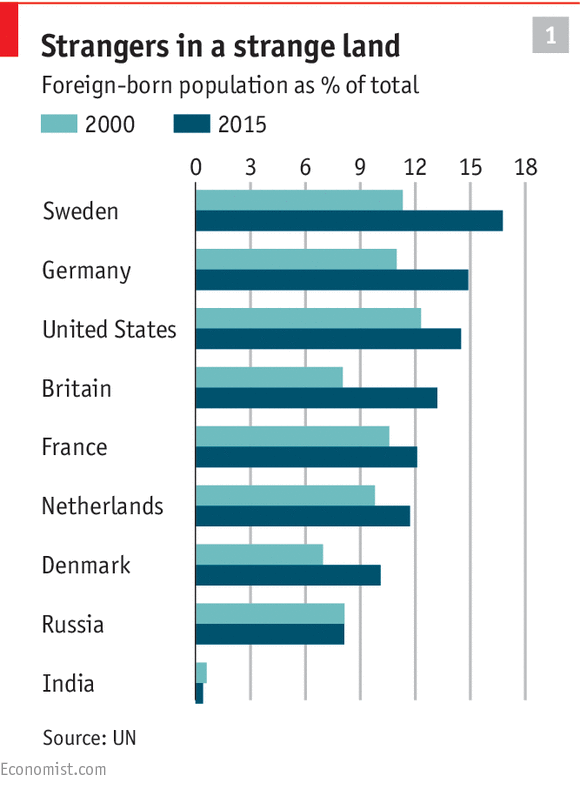 Strangers in a strange land
1
Foreign-born population as % of total
2000 2015
0 3 6 9 12 15 18
Sweden
Germany
United States
Britain
France
Netherlands
Denmark
Russia
India
Source: UN
Economist.com